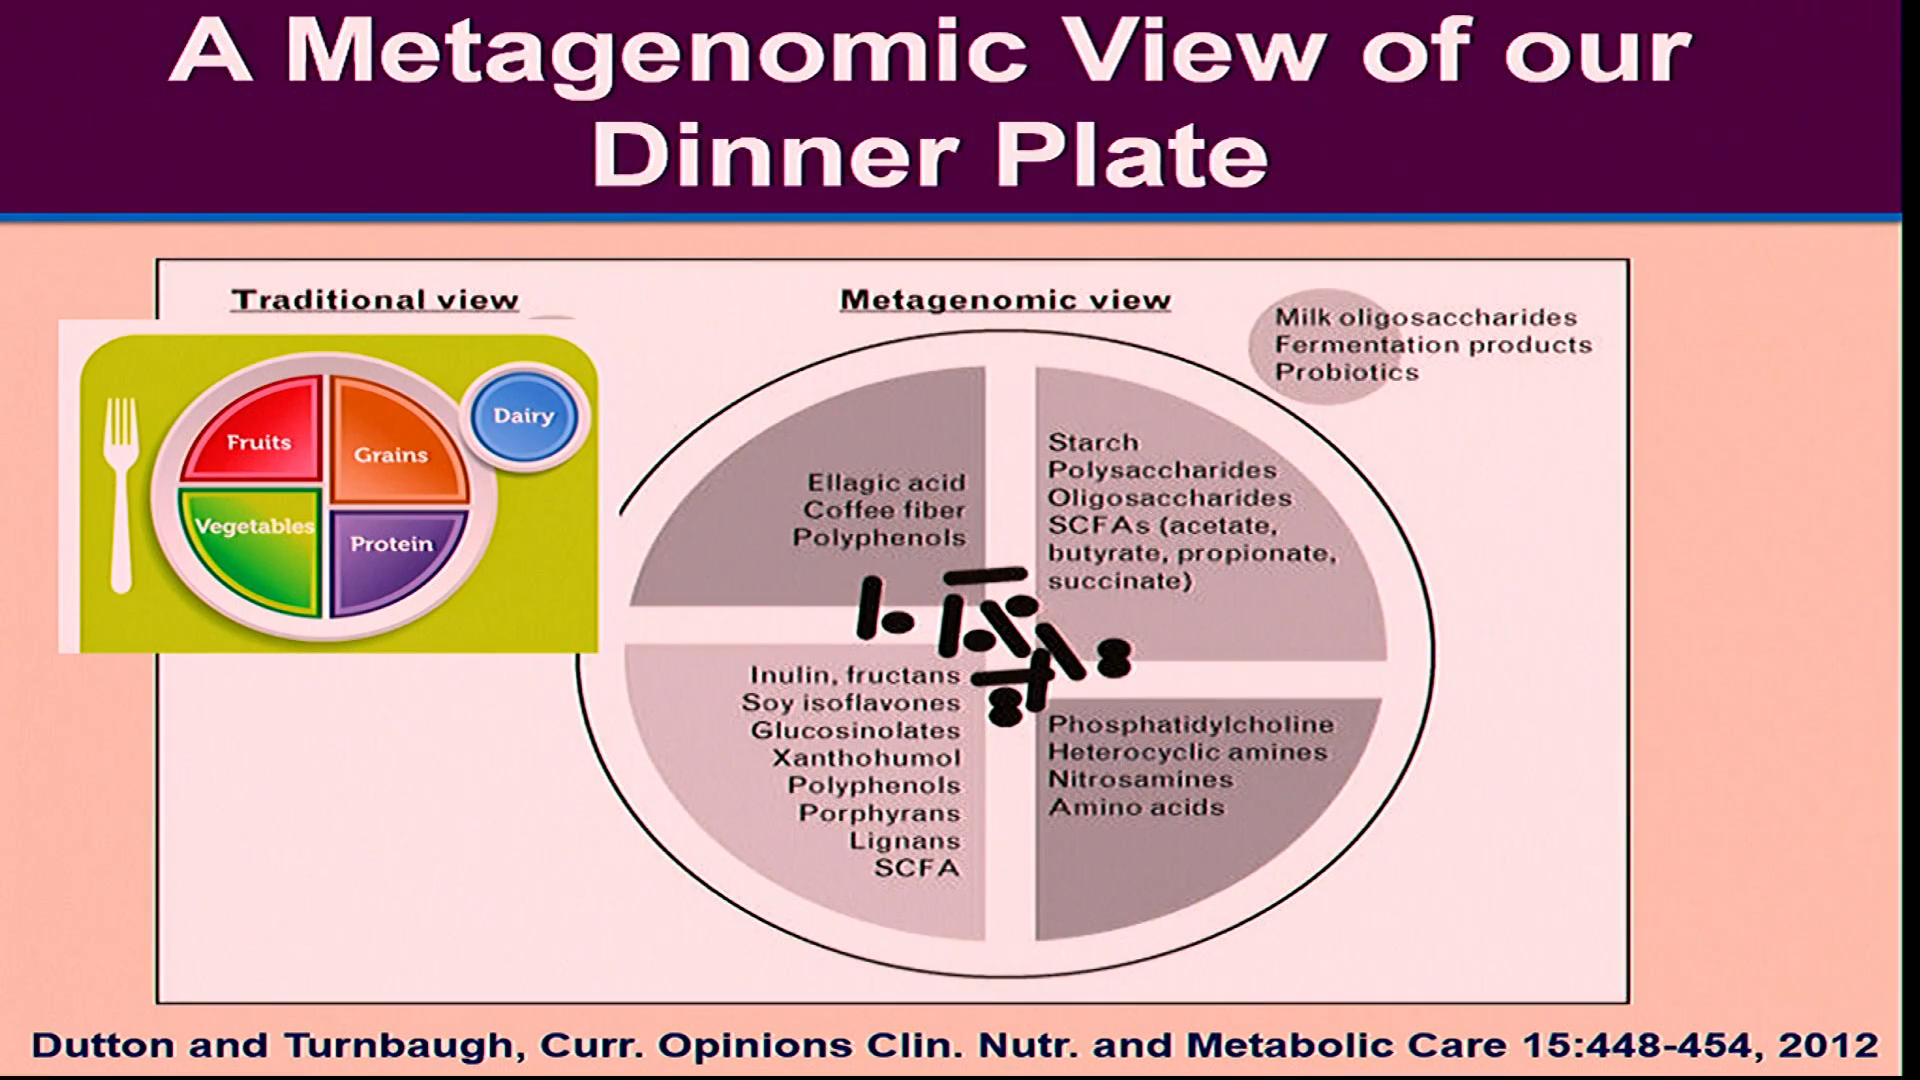 A Metagenomic View of our
Dinner Plate
Traditional view
Fruits
Grains
Dairy
Vegetables
Protein
Metagenomic view
Milk oligosaccharides
Fermentation products
Probiotics
Ellagic acid
Coffee fiber
Polyphenols
Starch
Polysaccharides
Oligosaccharides
SCFAs (acetate,
butyrate, propionate,
succinate)
Inulin, fructans
Soy isoflavones
Glucosinolates
Xanthohumol
Polyphenols
Porphyrans
Lignans
SCFA
Phosphatidylcholine
Heterocyclic amines
Nitrosamines
Amino acids
Dutton and Turnbaugh, Curr. Opinions Clin. Nutr. and Metabolic Care 15:448-454, 2012